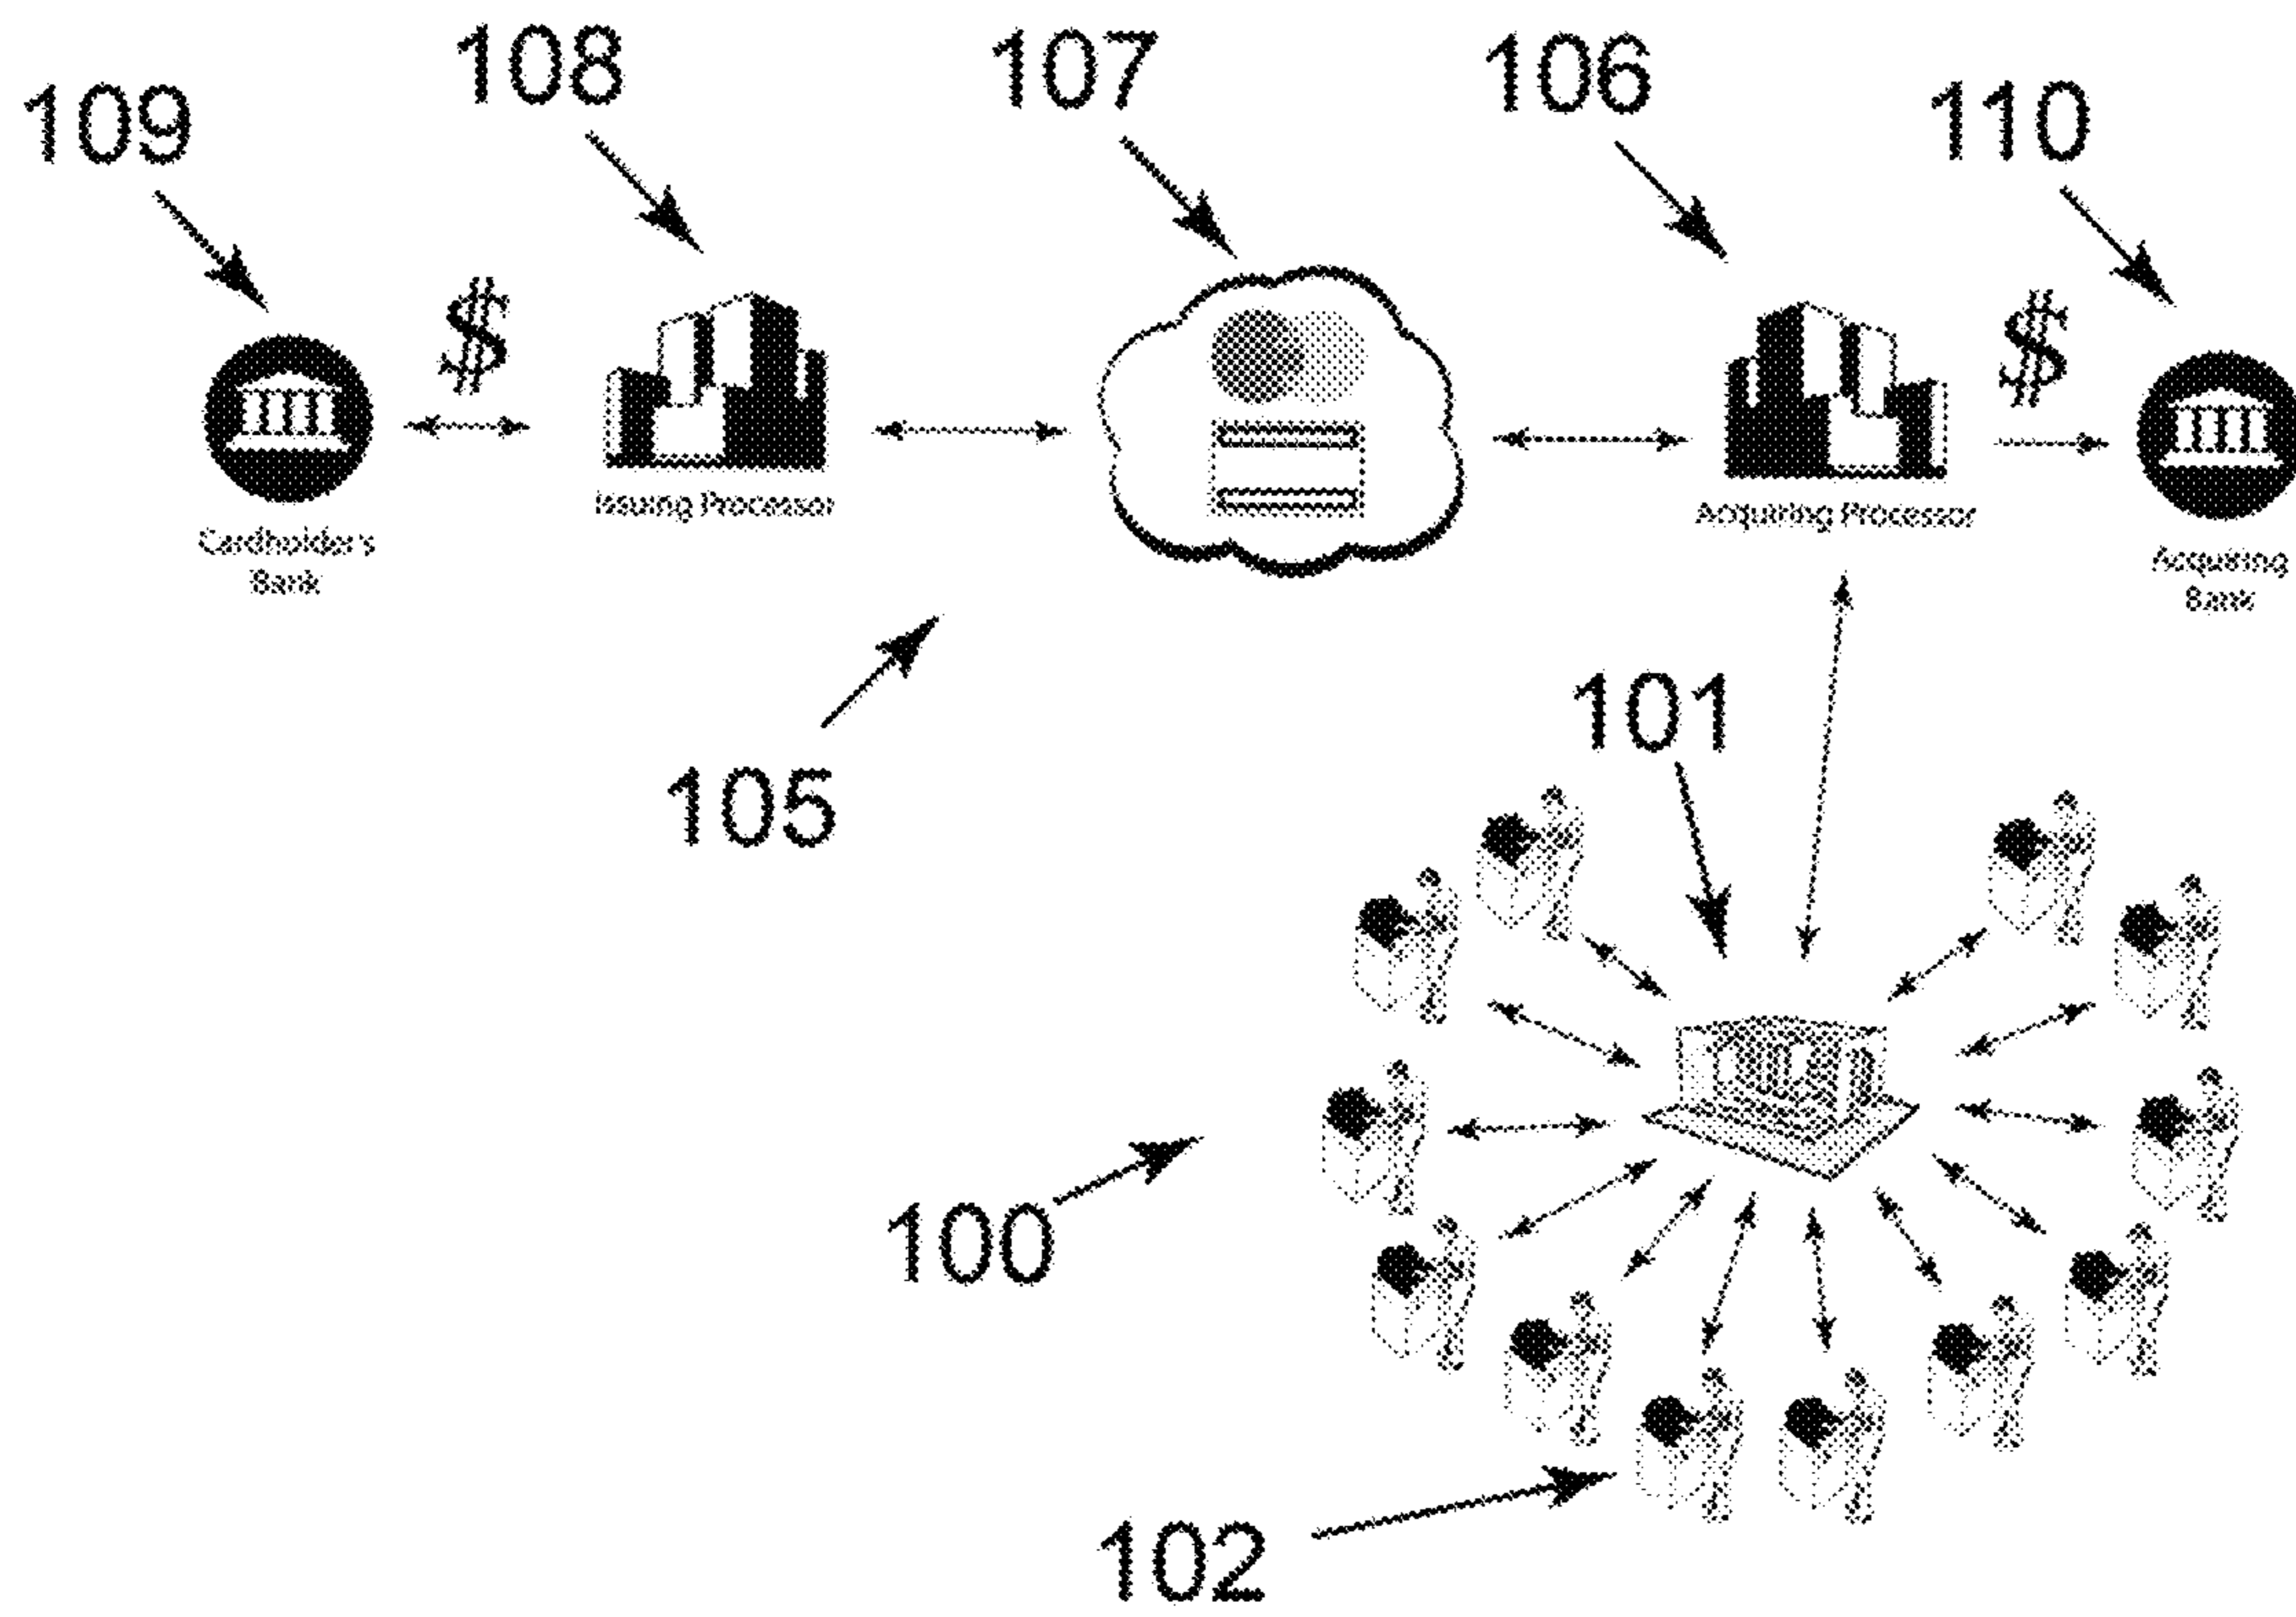 108
107
106
109
110
$
$
Issuing Processor
Acquiring Processor
Cardholder's
Bank
Acquiring
Bank
101
105
100
102